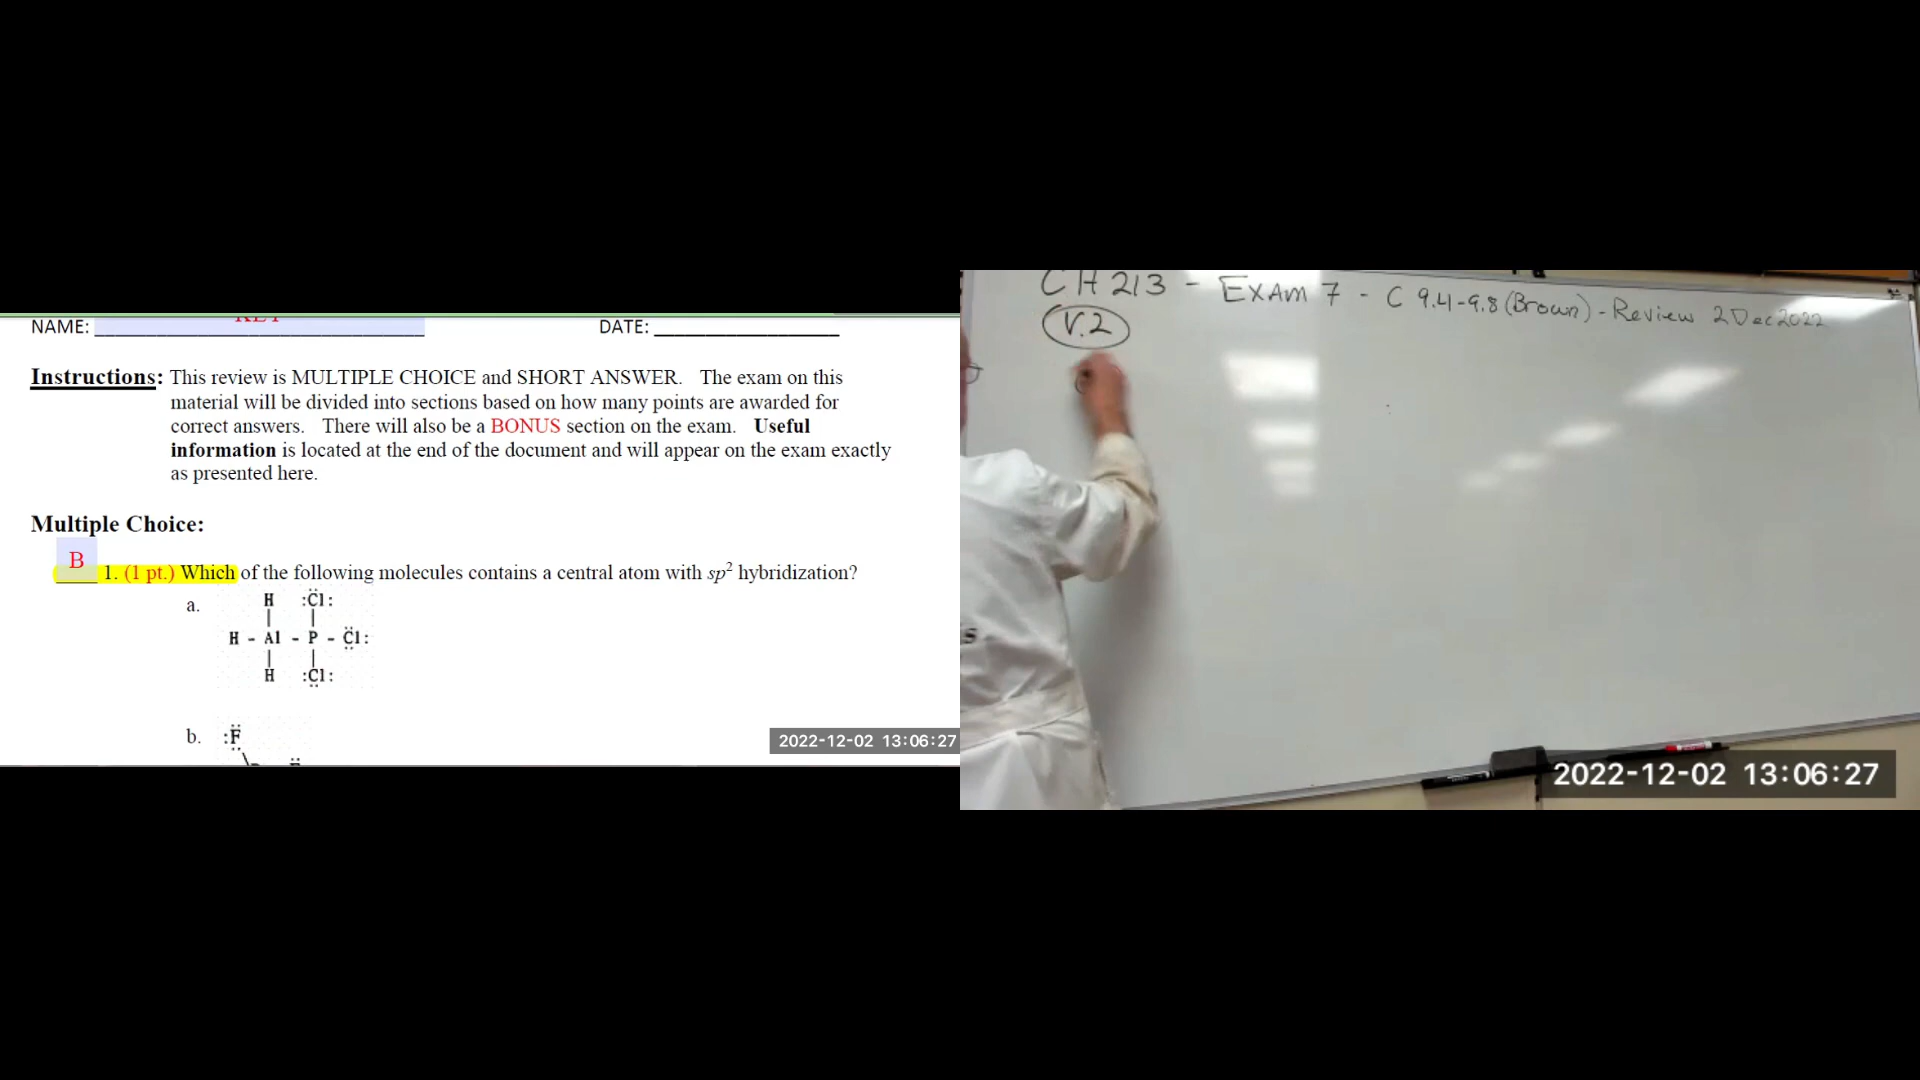 KEY
NAME: DATE:
Instructions: This review is MULTIPLE CHOICE and SHORT ANSWER. The exam on this
material will be divided into sections based on how many points are awarded for
correct answers. There will also be a BONUS section on the exam. Useful
information is located at the end of the document and will appear on the exam exactly
as presented here.
Multiple Choice:
B 1. (1 pt.) Which of the following molecules contains a central atom with sp² hybridization?
a.
H :Cl:
H - Al - P - Cl:
H :Cl:
b. :F
2022-12-02 13:06:27
CH 213 - Exam 7 - C 9.4-9.8 (Brown) - Review 2 Dec 2022
V.2
2022-12-02 13:06:27